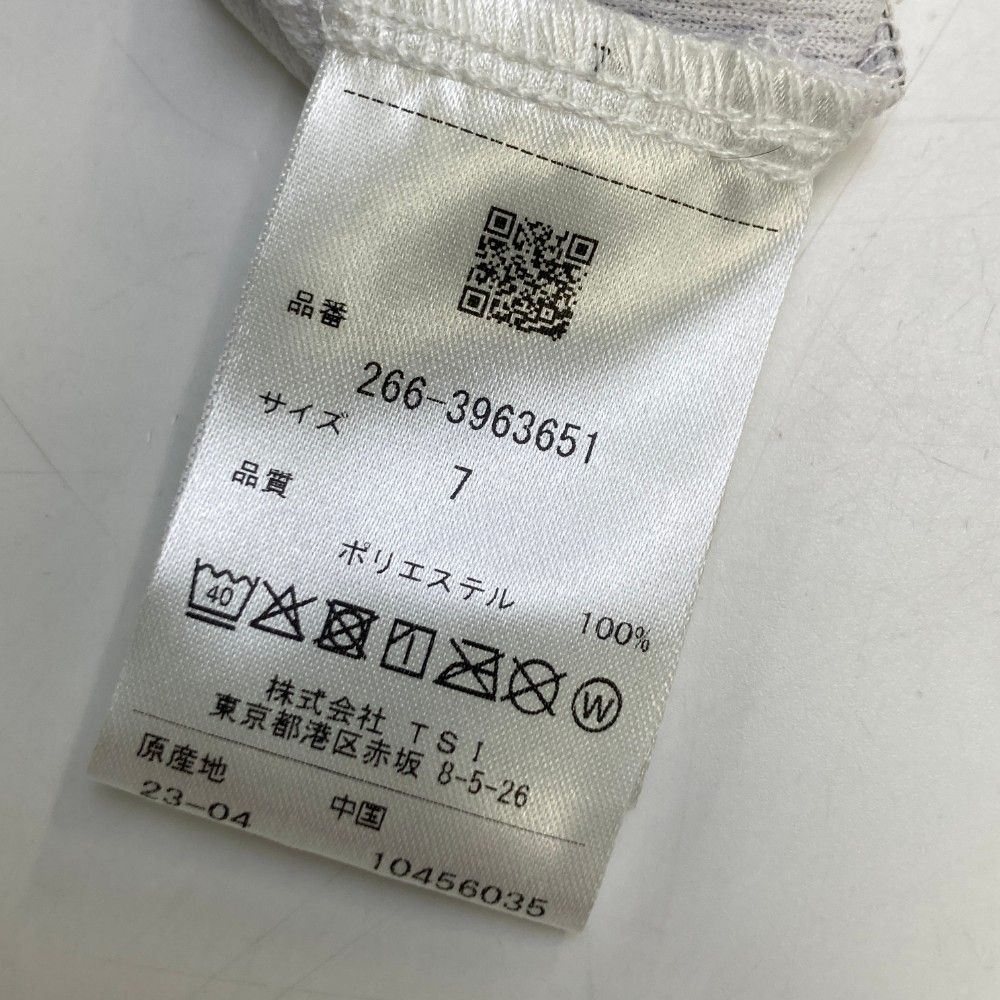 品番
266-3963651
サイズ
7
品質
ポリエステル 100%
40
W
株式会社 TSI
東京都港区赤坂 8-5-26
原産地 中国
23-04 10456035